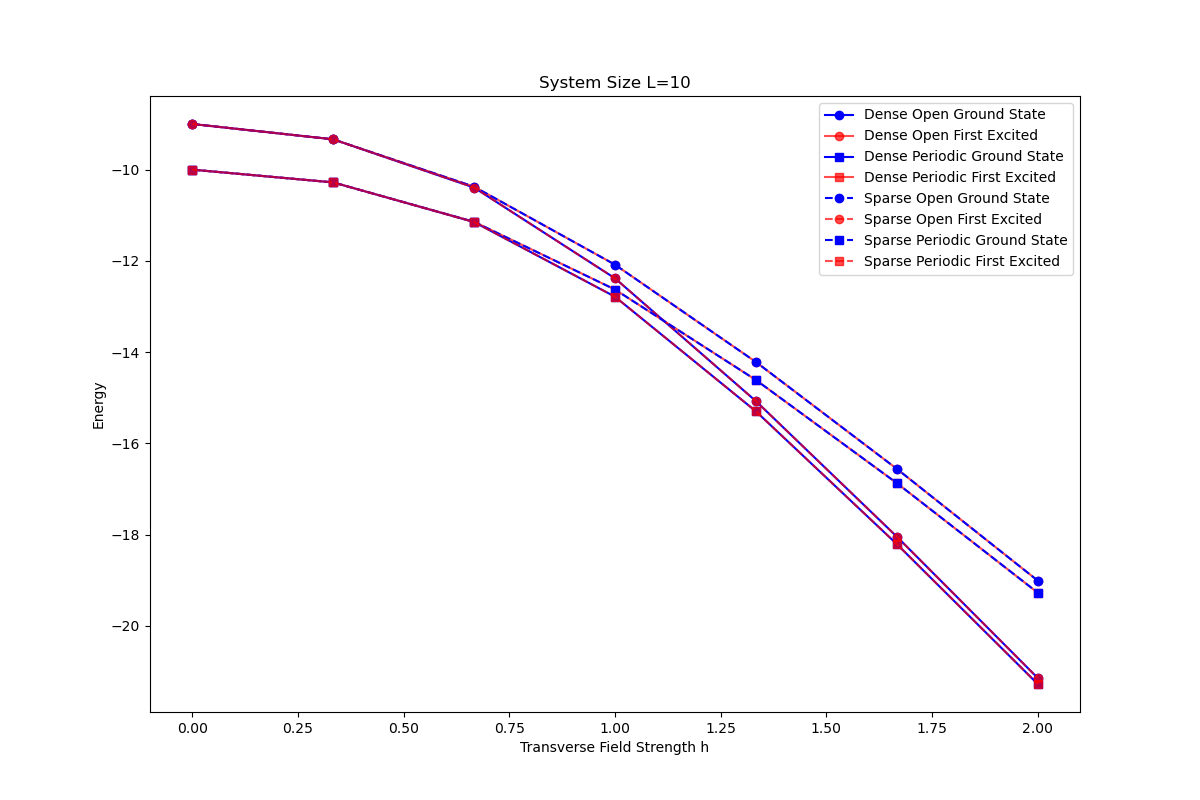 System Size L=10
Dense Open Ground State
Dense Open First Excited
Dense Periodic Ground State
Dense Periodic First Excited
Sparse Open Ground State
Sparse Open First Excited
Sparse Periodic Ground State
Sparse Periodic First Excited
Energy
−10
−12
−14
−16
−18
−20
0.00 0.25 0.50 0.75 1.00 1.25 1.50 1.75 2.00
Transverse Field Strength h